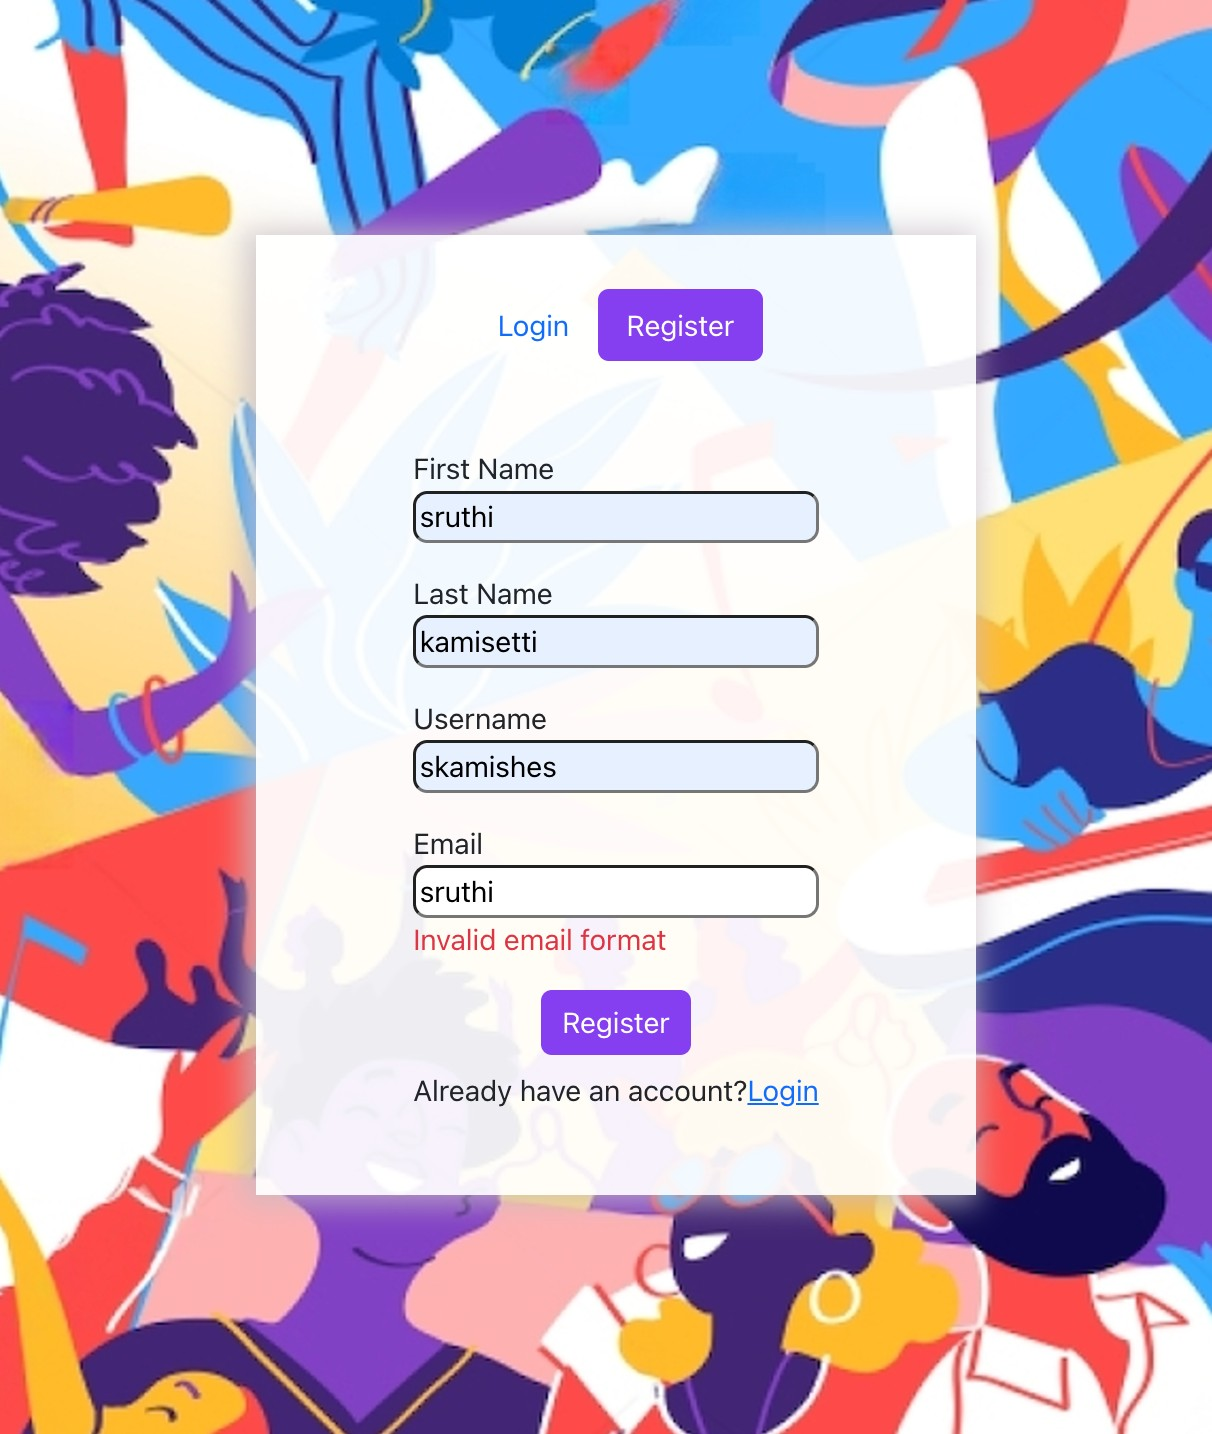 Login Register
First Name
sruthi
Last Name
kamisetti
Username
skamishes
Email
sruthi
Invalid email format
Register
Already have an account?Login